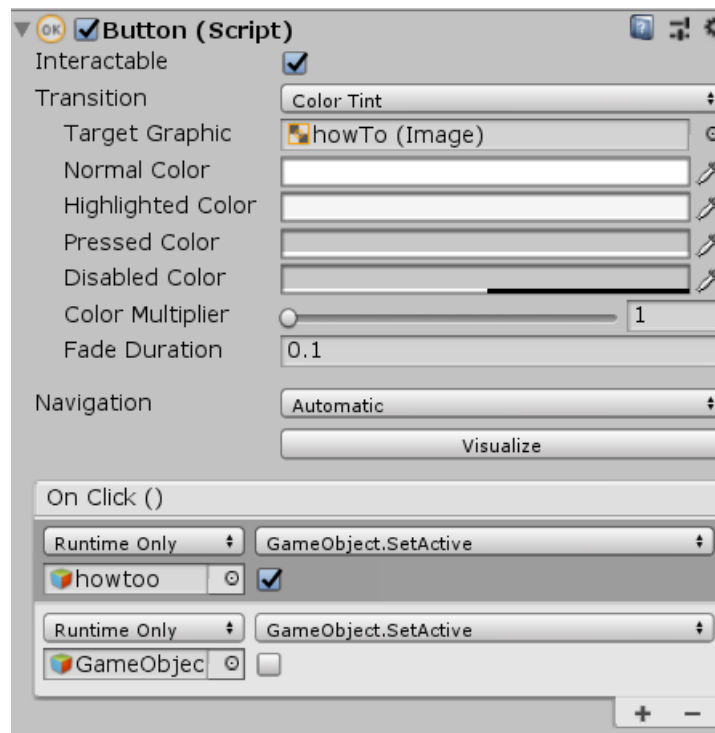 OK Button (Script)
Interactable
Transition Color Tint
Target Graphic howTo (Image)
Normal Color
Highlighted Color
Pressed Color
Disabled Color
Color Multiplier 1
Fade Duration 0.1
Navigation Automatic
Visualize
On Click ()
Runtime Only GameObject.SetActive
howtoo
Runtime Only GameObject.SetActive
GameObjec